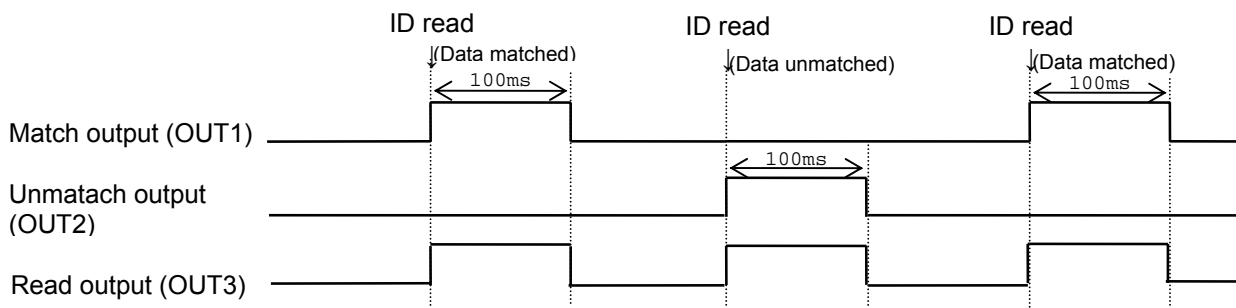 ID read ID read ID read
(Data matched) (Data unmatched) (Data matched)
100ms 100ms
Match output (OUT1)
100ms
Unmatach output
(OUT2)
Read output (OUT3)